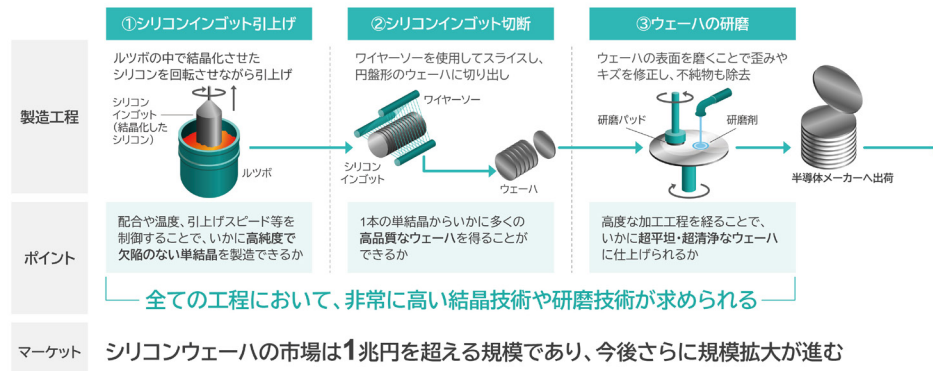 ①シリコンインゴット引上げ
②シリコンインゴット切断
③ウェーハの研磨
製造工程
ルツボの中で結晶化させた
シリコンを回転させながら引上げ
シリコン
インゴット
(結晶化した
シリコン)
ルツボ
ワイヤーソーを使用してスライスし、
円盤形のウェーハに切り出し
ワイヤーソー
シリコン
インゴット
ウェーハ
ウェーハの表面を磨くことで歪みや
キズを修正し、不純物も除去
研磨パッド
研磨剤
半導体メーカーへ出荷
ポイント
配合や温度、引上げスピード等を
制御することで、いかに高純度で
欠陥のない単結晶を製造できるか
1本の単結晶からいかに多くの
高品質なウェーハを得ることが
できるか
高度な加工工程を経ることで、
いかに超平坦・超清浄なウェーハ
に仕上げられるか
全ての工程において、非常に高い結晶技術や研磨技術が求められる
マーケット
シリコンウェーハの市場は1兆円を超える規模であり、今後さらに規模拡大が進む